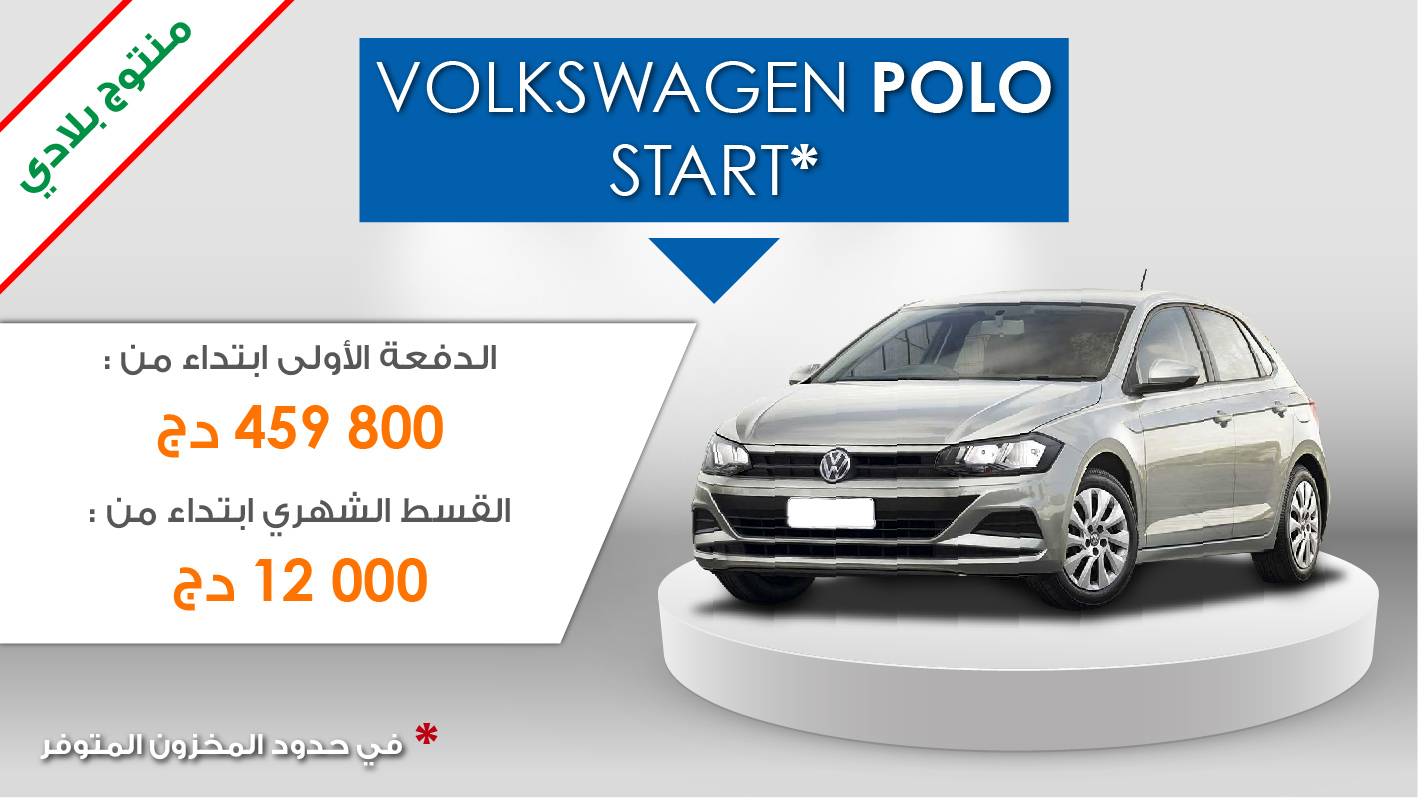 منتوج بلادي
VOLKSWAGEN POLO
START*
الدفعة الأولى ابتداء من :
459 800 دج
القسط الشهري ابتداء من :
12 000 دج
* في حدود المخزون المتوفر